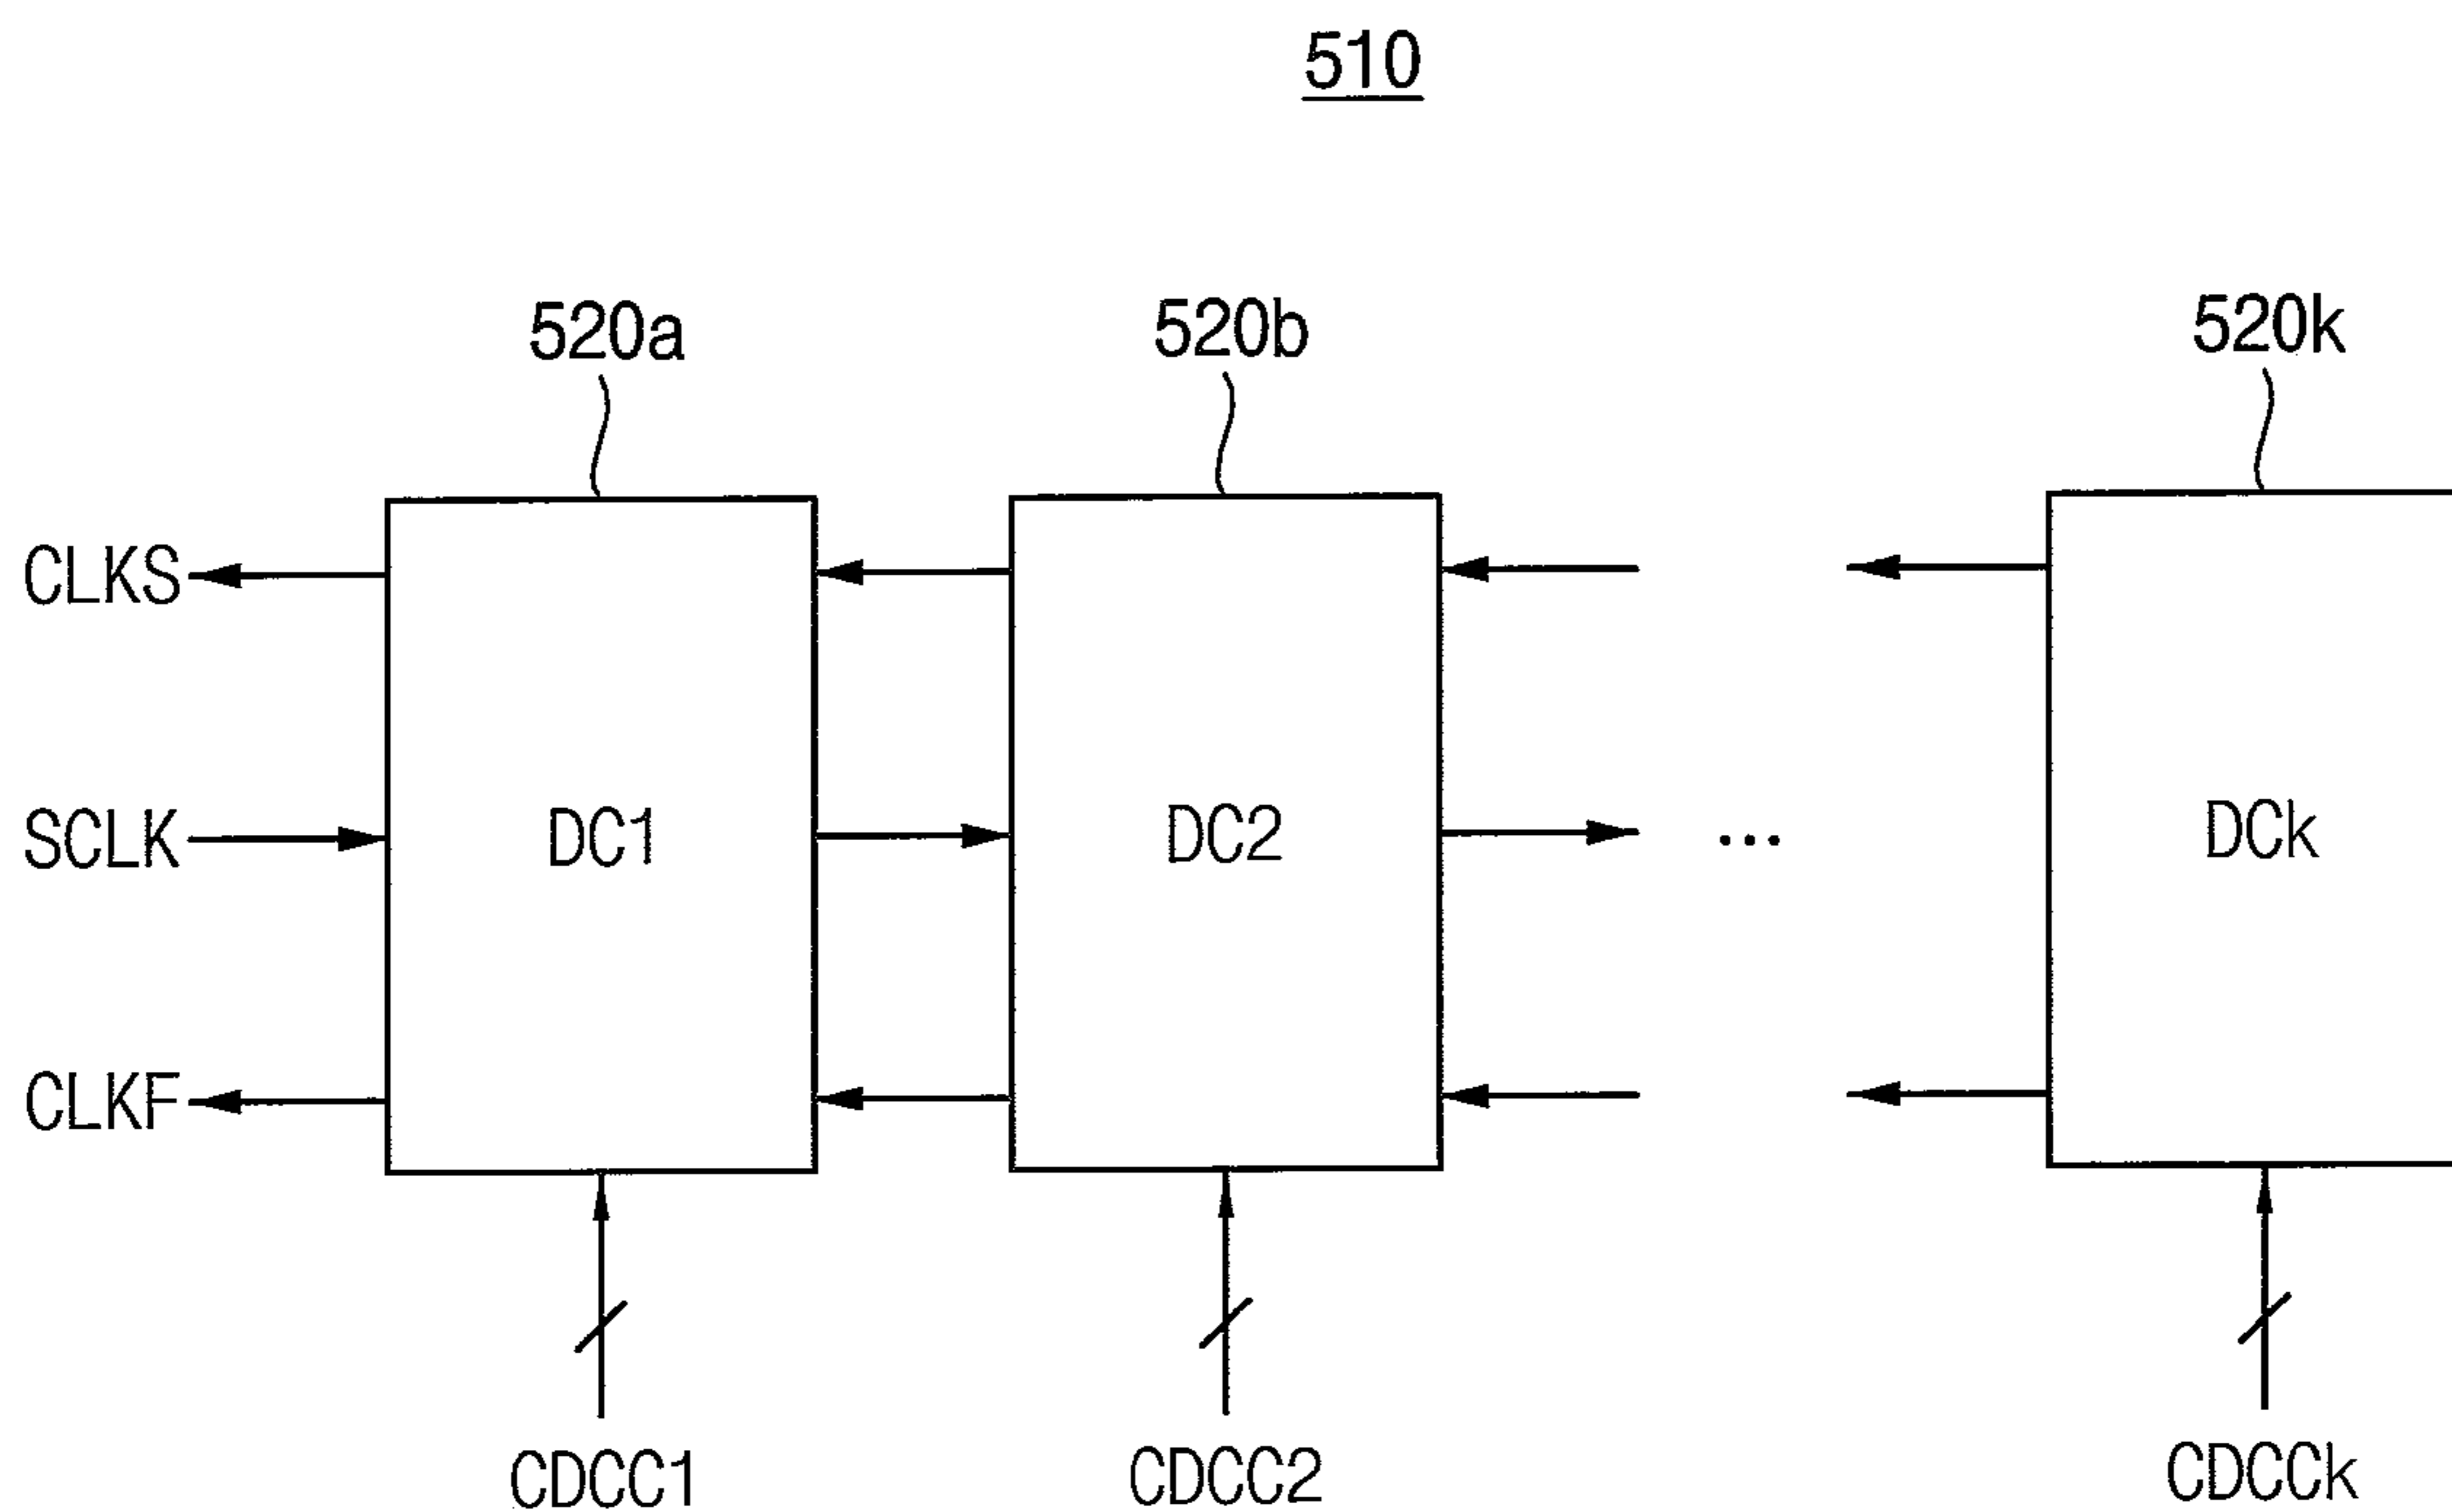 510
520a 520b 520k
CLKS
SCLK DC1 DC2 ... DCk
CLKF
CDCC1 CDCC2 CDCCk